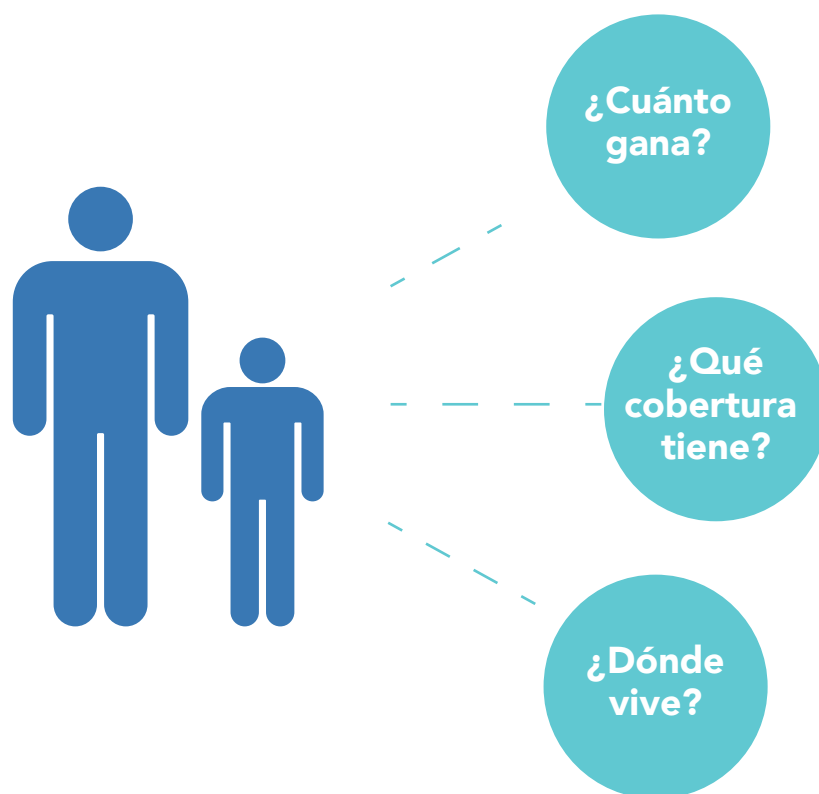 ¿Cuánto
gana?
¿Qué
cobertura
tiene?
¿Dónde
vive?